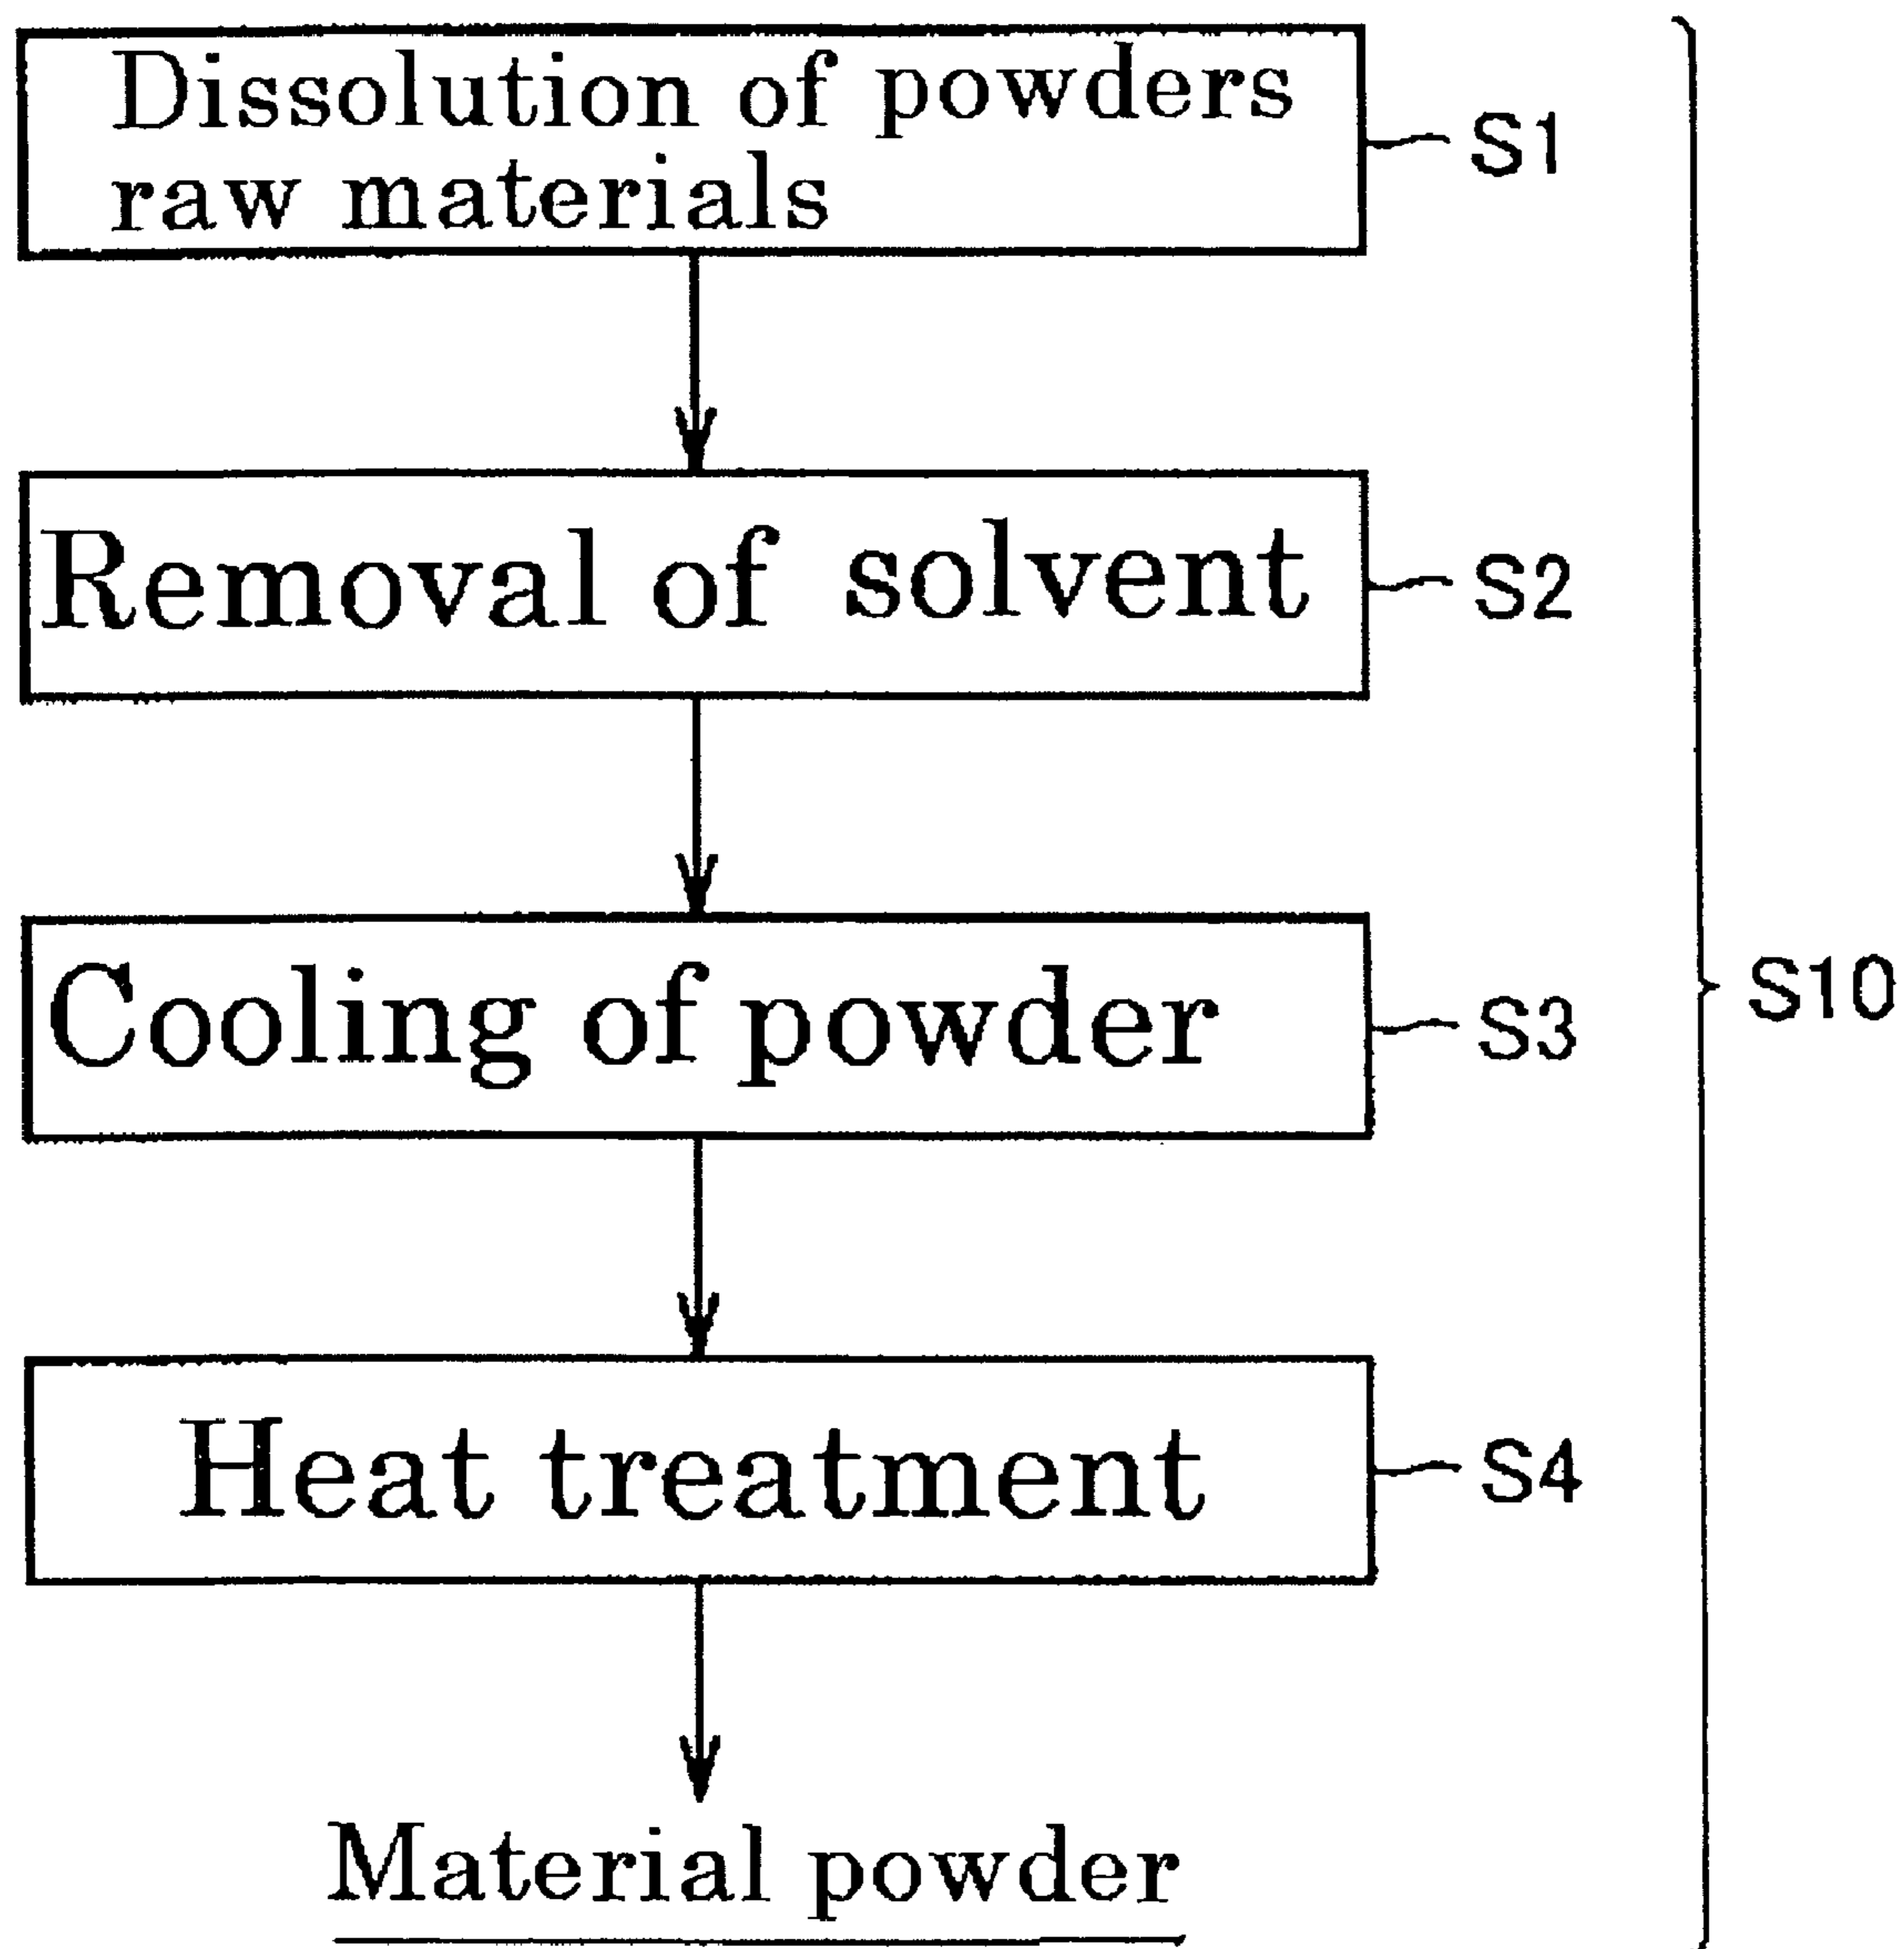 Dissolution of powders
raw materials
S1
Removal of solvent
S2
Cooling of powder
S3
S10
Heat treatment
S4
Material powder